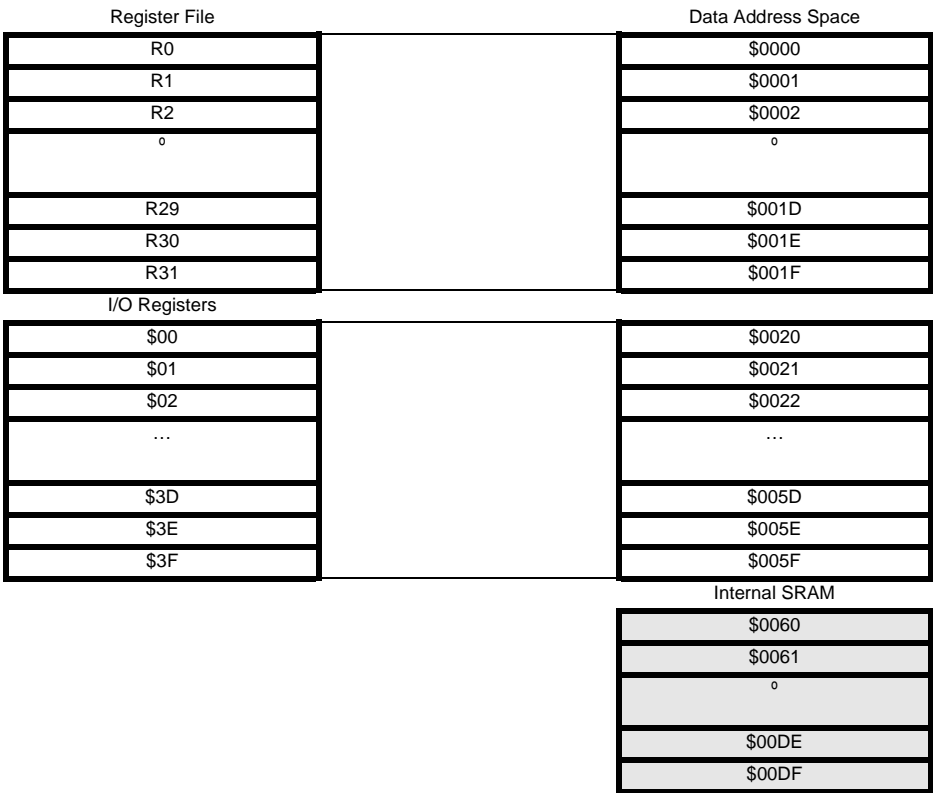 Register File Data Address Space
R0 $0000
R1 $0001
R2 $0002
o o
R29 $001D
R30 $001E
R31 $001F
I/O Registers
$00 $0020
$01 $0021
$02 $0022
… …
$3D $005D
$3E $005E
$3F $005F
Internal SRAM
$0060
$0061
o
$00DE
$00DF